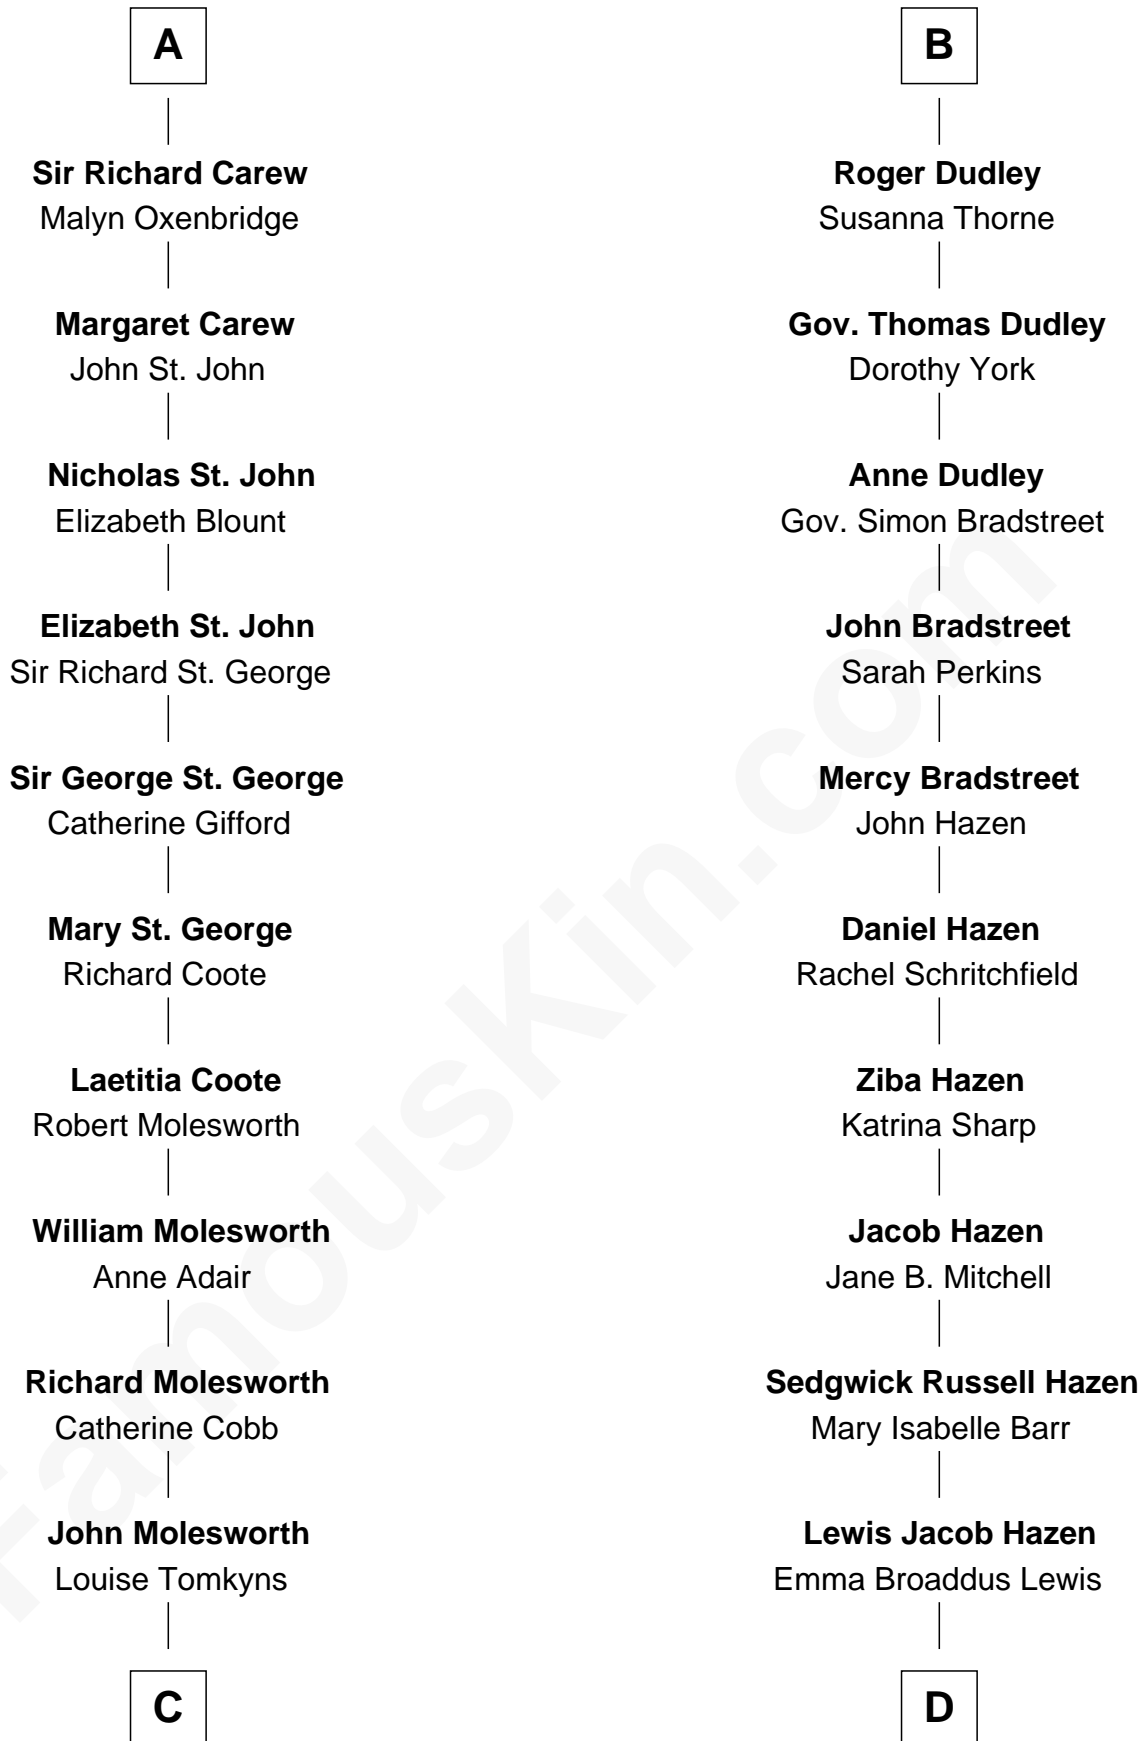 A
Sir Richard Carew
Malyn Oxenbridge
Margaret Carew
John St. John
Nicholas St. John
Elizabeth Blount
Elizabeth St. John
Sir Richard St. George
Sir George St. George
Catherine Gifford
Mary St. George
Richard Coote
Laetitia Coote
Robert Molesworth
William Molesworth
Anne Adair
Richard Molesworth
Catherine Cobb
John Molesworth
Louise Tomkyns
C
B
Roger Dudley
Susanna Thorne
Gov. Thomas Dudley
Dorothy York
Anne Dudley
Gov. Simon Bradstreet
John Bradstreet
Sarah Perkins
Mercy Bradstreet
John Hazen
Daniel Hazen
Rachel Schritchfield
Ziba Hazen
Katrina Sharp
Jacob Hazen
Jane B. Mitchell
Sedgwick Russell Hazen
Mary Isabelle Barr
Lewis Jacob Hazen
Emma Broaddus Lewis
D
FamousKin.com